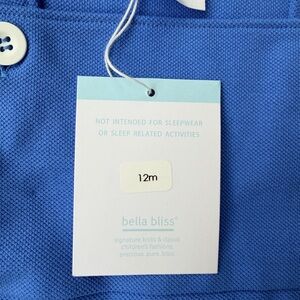 NOT INTENDED FOR SLEEPWEAR
OR SLEEP RELATED ACTIVITIES
12m
bella bliss®
signature knits & classic
children's fashions.
precious. pure. bliss.